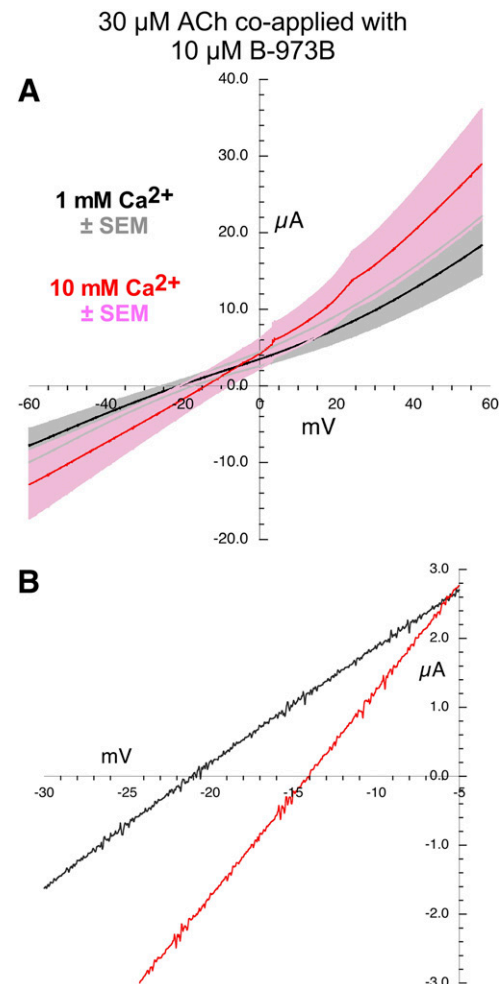 30 µM ACh co-applied with
10 µM B-973B
A
40.0
30.0
1 mM Ca2+
± SEM
20.0
µA
10 mM Ca2+
± SEM
10.0
0.0
-60 -40 -20 0 20 40 60
mV
-10.0
-20.0
B
3.0
2.0
µA
1.0
mV
0.0
-30 -25 -20 -15 -10 -5
-1.0
-2.0
-3.0